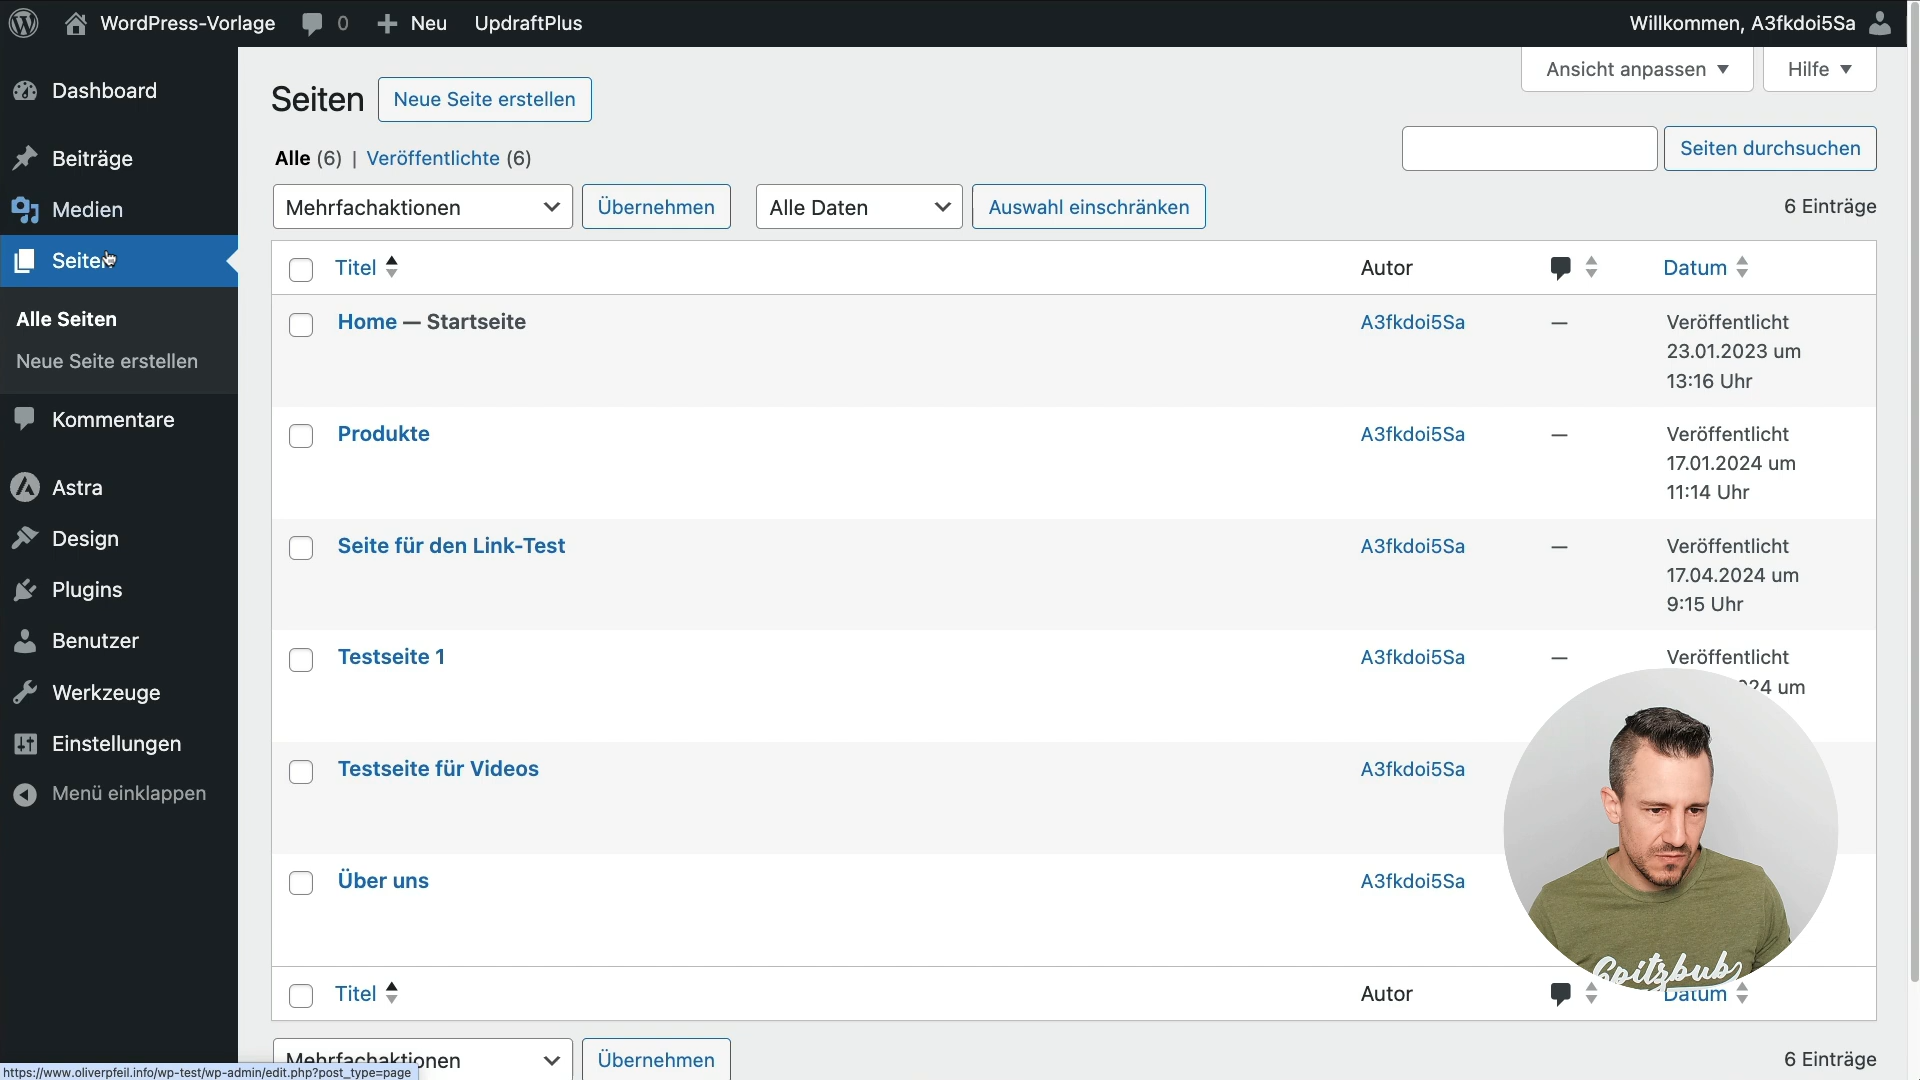 WordPress-Vorlage 0 Neu UpdraftPlus Willkommen, A3fkdoi5Sa
Dashboard
Beiträge
Medien
Seiten
Alle Seiten
Neue Seite erstellen
Kommentare
Astra
Design
Plugins
Benutzer
Werkzeuge
Einstellungen
Menü einklappen
Ansicht anpassen Hilfe
Seiten Neue Seite erstellen
Alle (6) | Veröffentlichte (6) Seiten durchsuchen
Mehrfachaktionen Übernehmen Alle Daten Auswahl einschränken 6 Einträge
Titel Autor Datum
Home — Startseite A3fkdoi5Sa — Veröffentlicht
23.01.2023 um
13:16 Uhr
Produkte A3fkdoi5Sa — Veröffentlicht
17.01.2024 um
11:14 Uhr
Seite für den Link-Test A3fkdoi5Sa — Veröffentlicht
17.04.2024 um
9:15 Uhr
Testseite 1 A3fkdoi5Sa — Veröffentlicht
um
Testseite für Videos A3fkdoi5Sa
Über uns A3fkdoi5Sa
Spitzbub
Titel Autor Datum
Mehrfachaktionen Übernehmen 6 Einträge
https://www.oliverpfeil.info/wp-test/wp-admin/edit.php?post_type=page